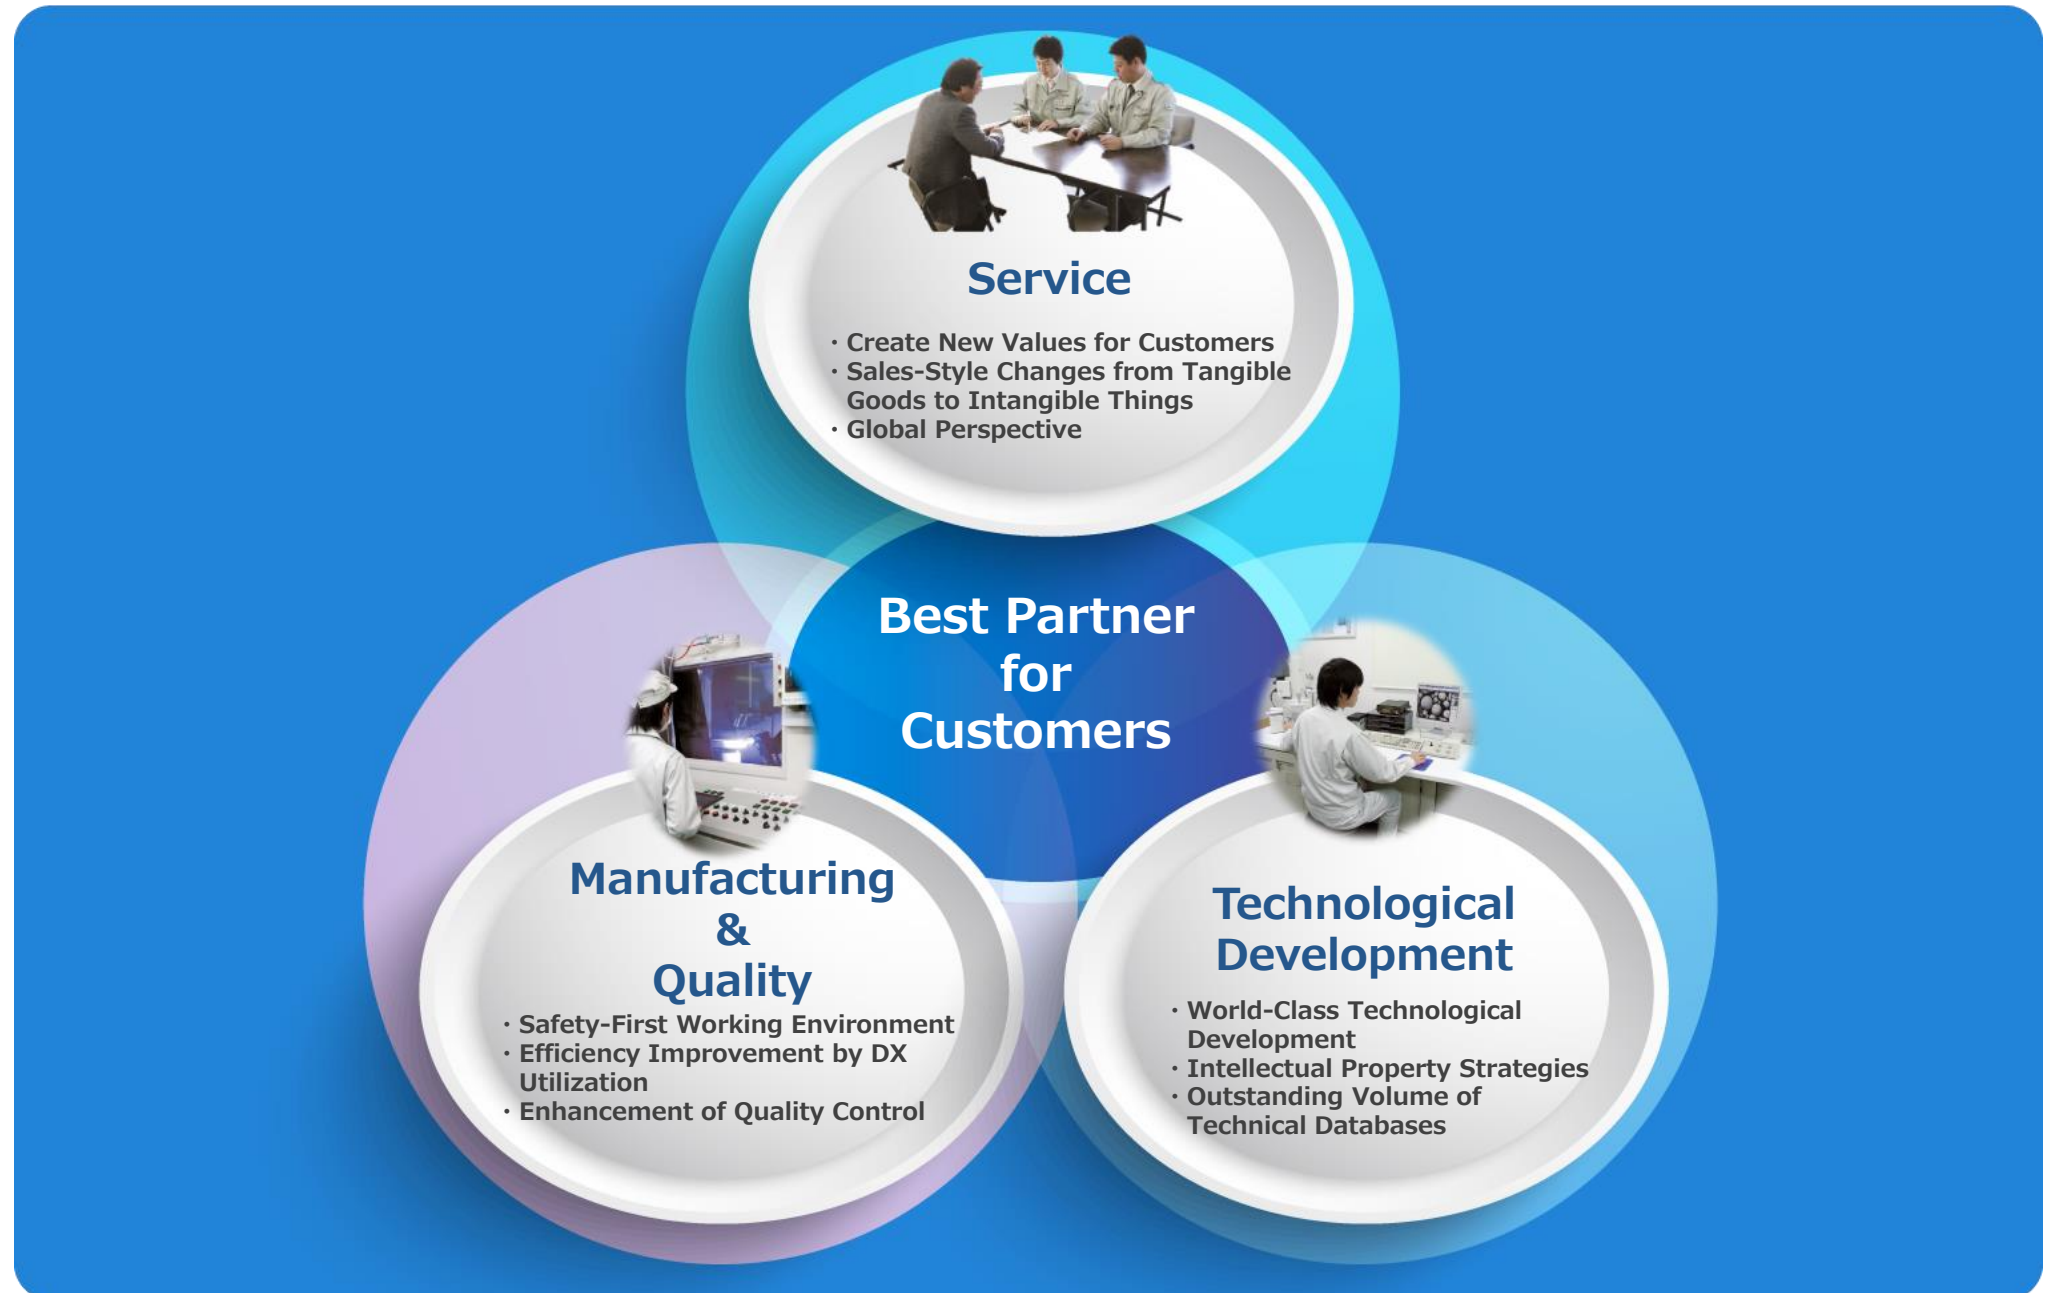 Service
・Create New Values for Customers
・Sales-Style Changes from Tangible
Goods to Intangible Things
・Global Perspective
Best Partner
for
Customers
Manufacturing
&
Quality
・Safety-First Working Environment
・Efficiency Improvement by DX
Utilization
・Enhancement of Quality Control
Technological
Development
・World-Class Technological
Development
・Intellectual Property Strategies
・Outstanding Volume of
Technical Databases